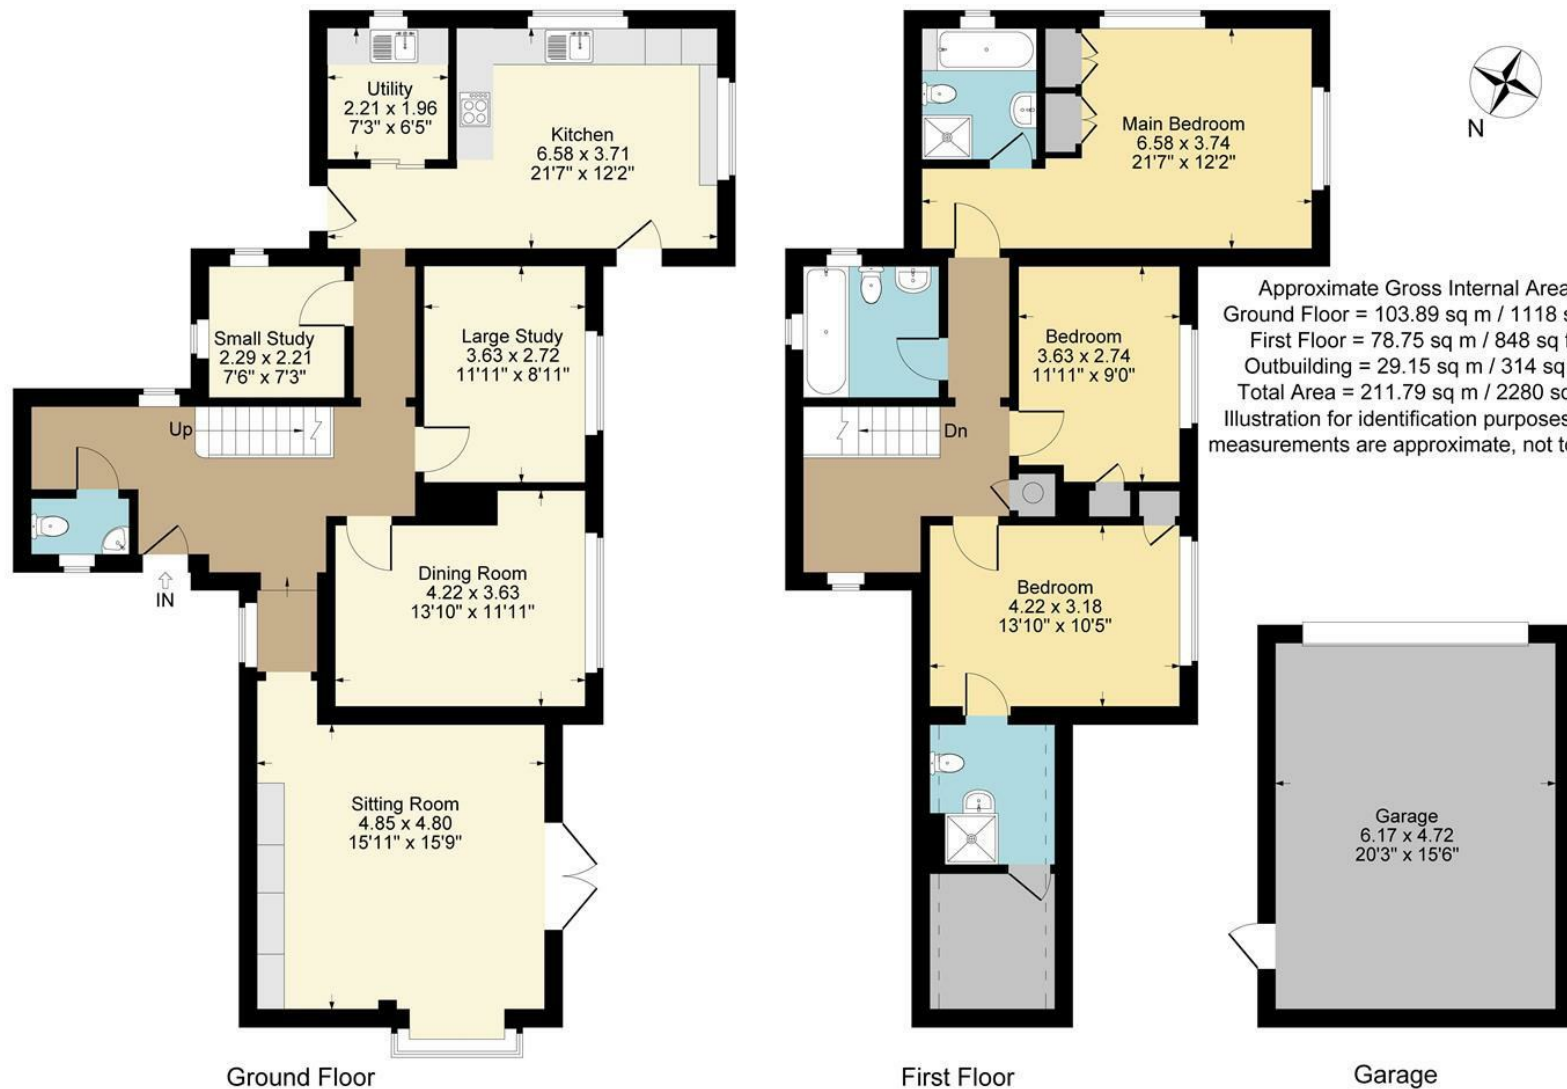 Utility
2.21 x 1.96
7'3" x 6'5"
Kitchen
6.58 x 3.71
21'7" x 12'2"
Small Study
2.29 x 2.21
7'6" x 7'3"
Large Study
3.63 x 2.72
11'11" x 8'11"
Up
IN
Dining Room
4.22 x 3.63
13'10" x 11'11"
Sitting Room
4.85 x 4.80
15'11" x 15'9"
Ground Floor
Main Bedroom
6.58 x 3.74
21'7" x 12'2"
Bedroom
3.63 x 2.74
11'11" x 9'0"
Dn
Bedroom
4.22 x 3.18
13'10" x 10'5"
First Floor
N
Approximate Gross Internal Area
Ground Floor = 103.89 sq m / 1118
First Floor = 78.75 sq m / 848 sq
Outbuilding = 29.15 sq m / 314 sq
Total Area = 211.79 sq m / 2280
Illustration for identification purposes
measurements are approximate, not
Garage
6.17 x 4.72
20'3" x 15'6"
Garage